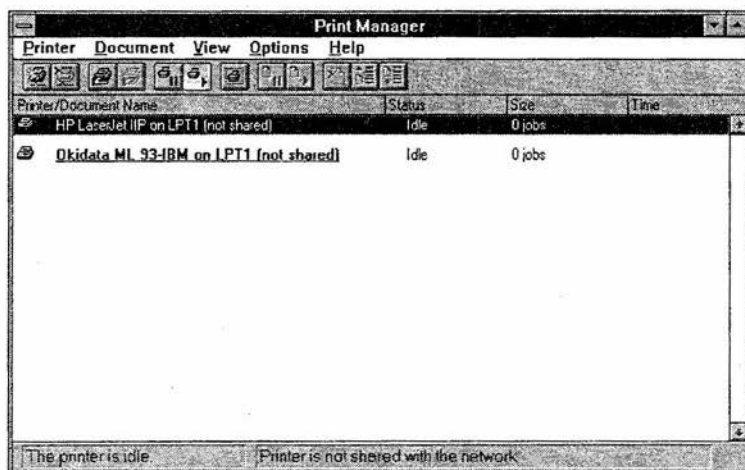 Print Manager
Printer Document View Options Help
Printer/Document Name Status Size Time
HP LaserJet IIP on LPT1 (not shared) Idle 0 jobs
Okidata ML 93-IBM on LPT1 (not shared) Idle 0 jobs
The printer is idle. Printer is not shared with the network.